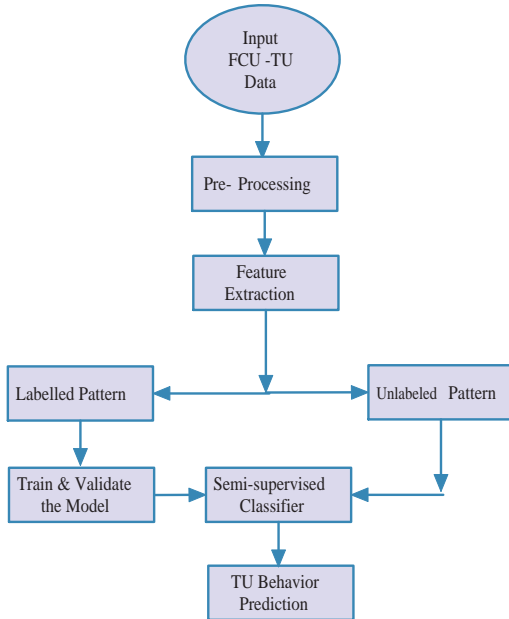 Input
FCU -TU
Data
Pre- Processing
Feature
Extraction
Labelled Pattern
Unlabeled Pattern
Train & Validate
the Model
Semi-supervised
Classifier
TU Behavior
Prediction